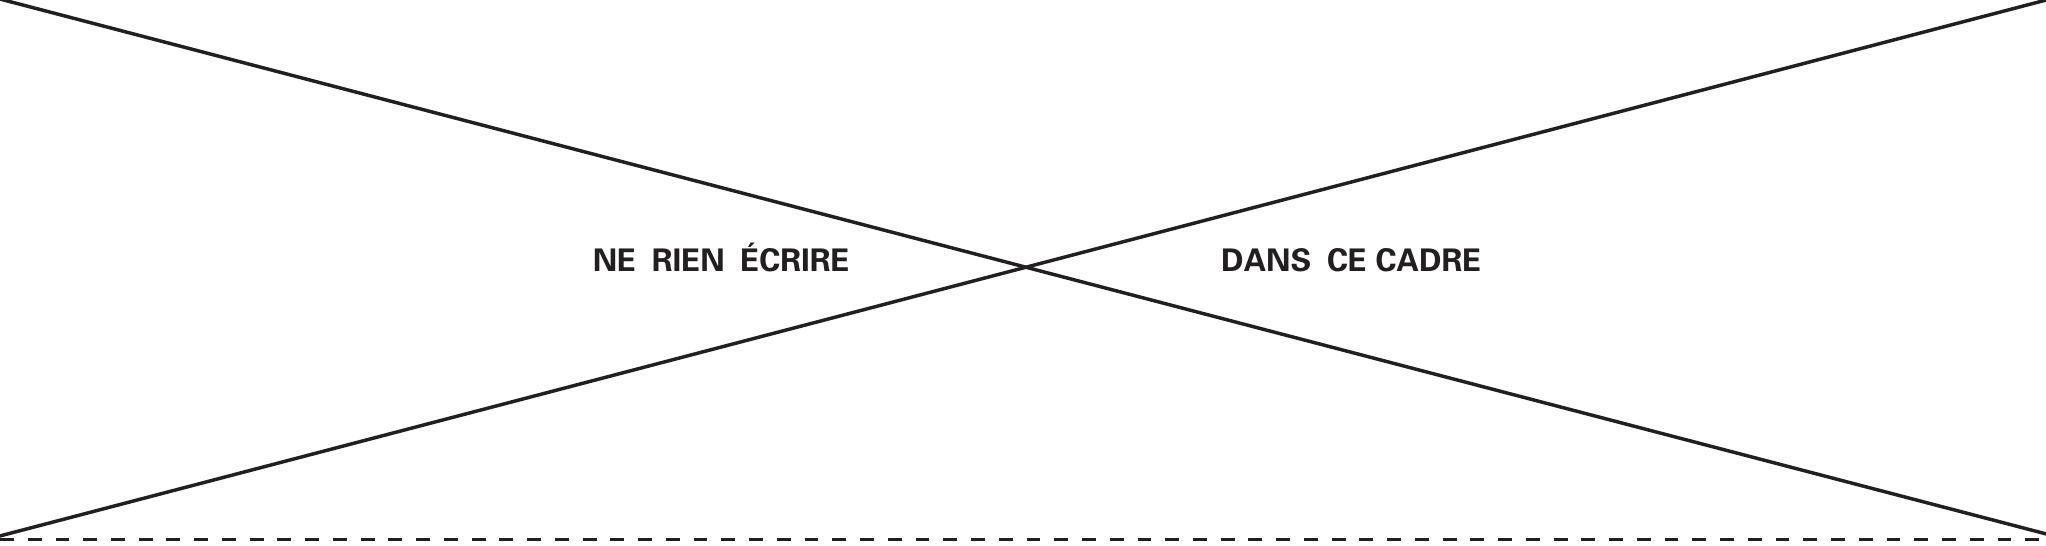 NE RIEN ÉCRIRE DANS CE CADRE